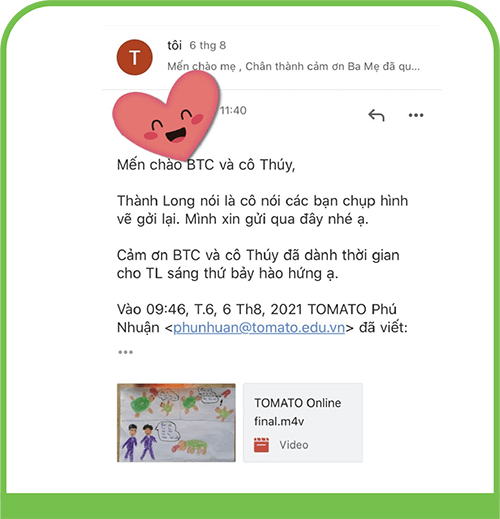 T
tôi 6 thg 8
Mến chào mẹ , Chân thành cảm ơn Ba Mẹ đã qu...
11:40
Mến chào BTC và cô Thúy,
Thành Long nói là cô nói các bạn chụp hình
vẽ gởi lại. Mình xin gửi qua đây nhé ạ.
Cảm ơn BTC và cô Thúy đã dành thời gian
cho TL sáng thứ bảy hào hứng ạ.
Vào 09:46, T.6, 6 Th8, 2021 TOMATO Phú
Nhuận <phunhuan@tomato.edu.vn> đã viết:
TOMATO Online
final.m4v
Video